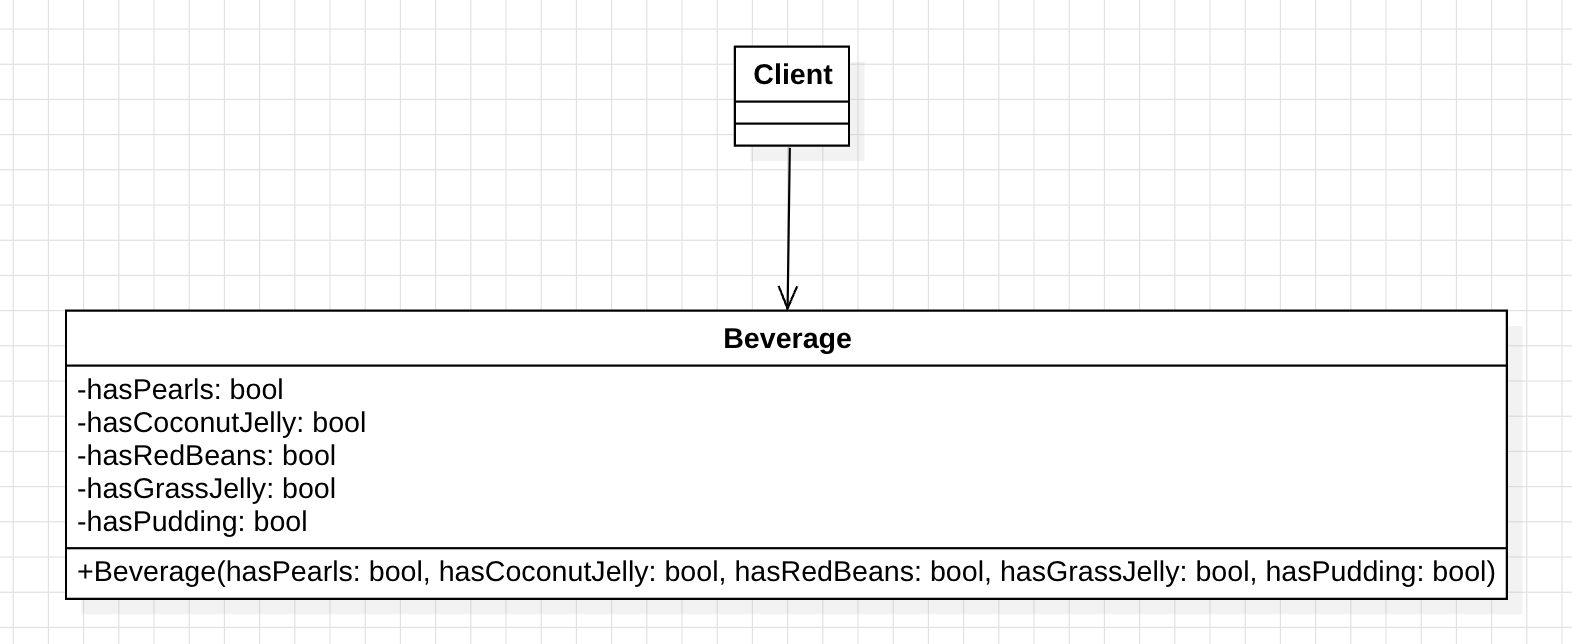 Client
Beverage
-hasPearls: bool
-hasCoconutJelly: bool
-hasRedBeans: bool
-hasGrassJelly: bool
-hasPudding: bool
+Beverage(hasPearls: bool, hasCoconutJelly: bool, hasRedBeans: bool, hasGrassJelly: bool, hasPudding: bool)